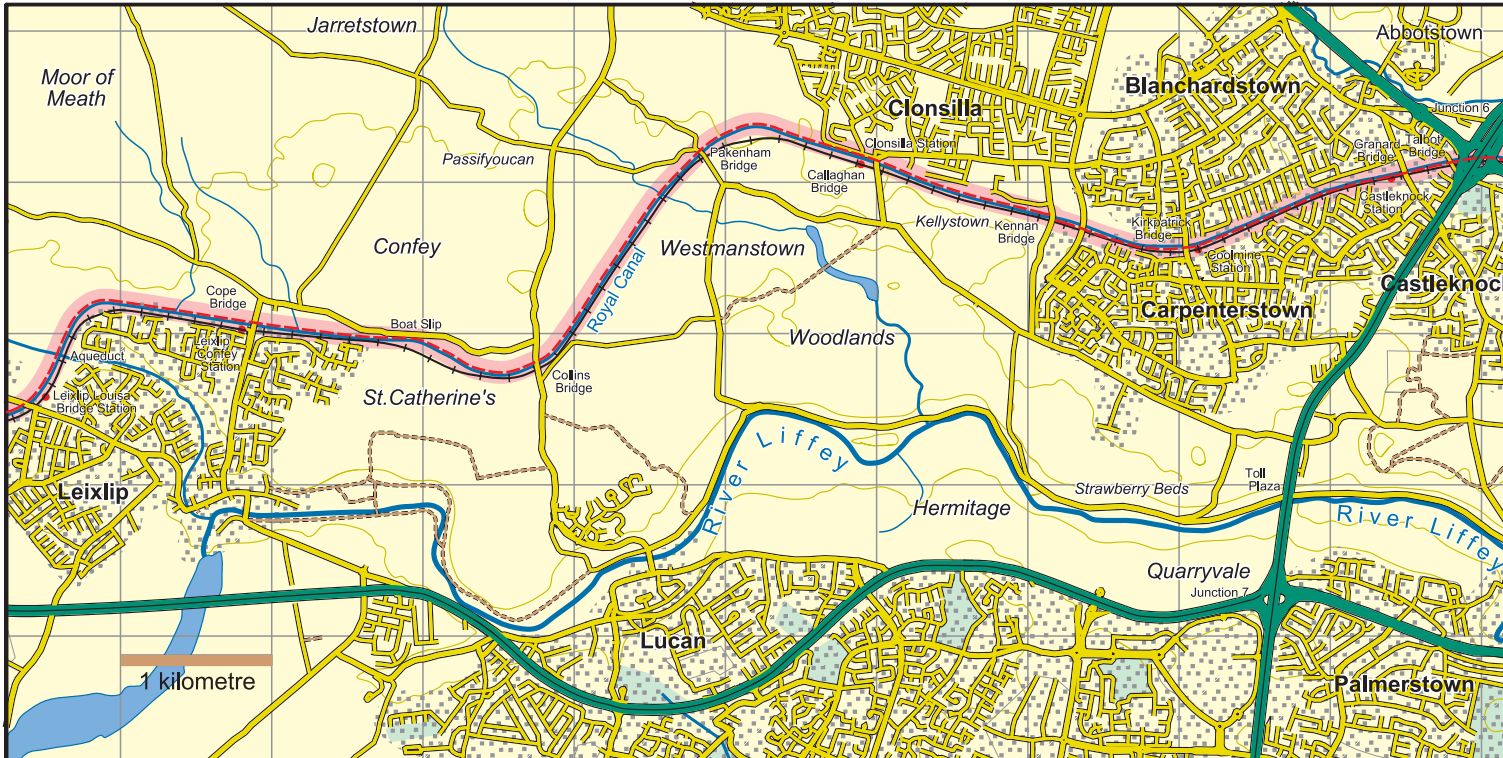 Jarretstown
Abbotstown
Moor of
Meath
Blanchardstown
Clonsilla
Junction 6
Clonsilla Station
Talbot
Bridge
Granard
Bridge
Passifyoucan
Pakenham
Bridge
Callaghan
Bridge
Castleknock
Station
Kellystown
Kennan
Bridge
Kirkpatrick
Bridge
Confey
Westmanstown
Coolmine
Station
Royal Canal
Castleknock
Cope
Bridge
Carpenterstown
Boat Slip
Woodlands
Leixlip
Confey
Station
Aqueduct
Collins
Bridge
Leixlip Louisa
Bridge Station
St.Catherine's
River Liffey
Toll
Plaza
Leixlip
Strawberry Beds
Hermitage
River Liffey
Quarryvale
Junction 7
Lucan
1 kilometre
Palmerstown